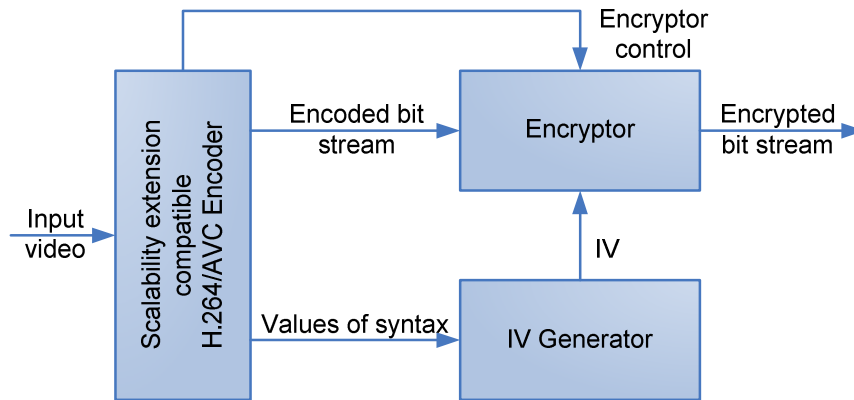 Encryptor
control
Scalability extension
compatible
H.264/AVC Encoder
Encoded bit
stream
Encryptor
Encrypted
bit stream
Input
video
IV
Values of syntax
IV Generator